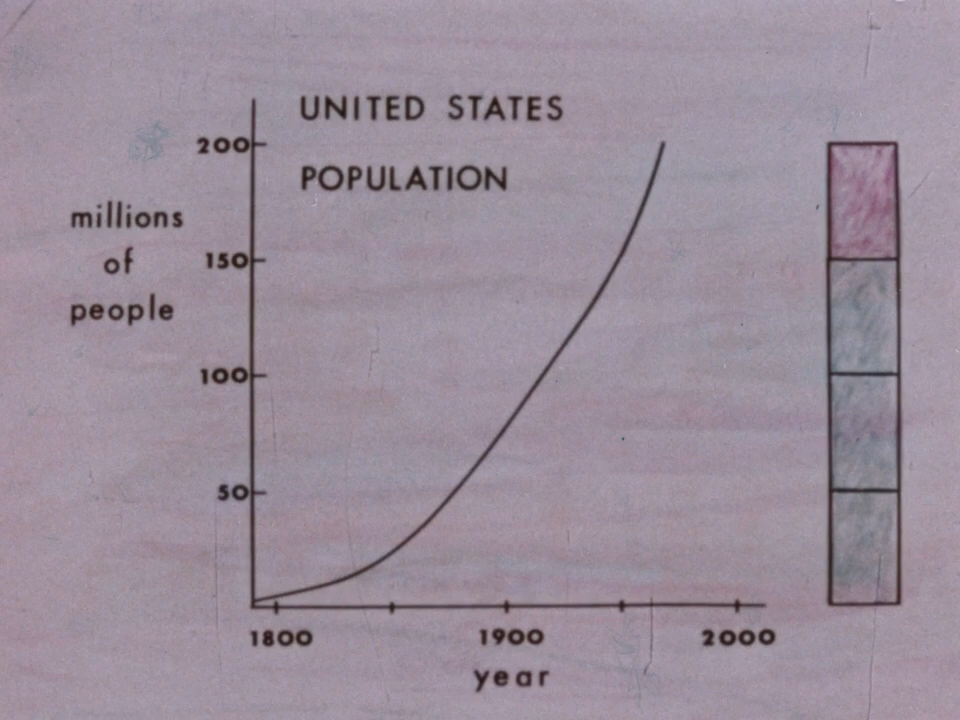 UNITED STATES
POPULATION
200
150
100
50
millions
of
people
1800 1900 2000
year